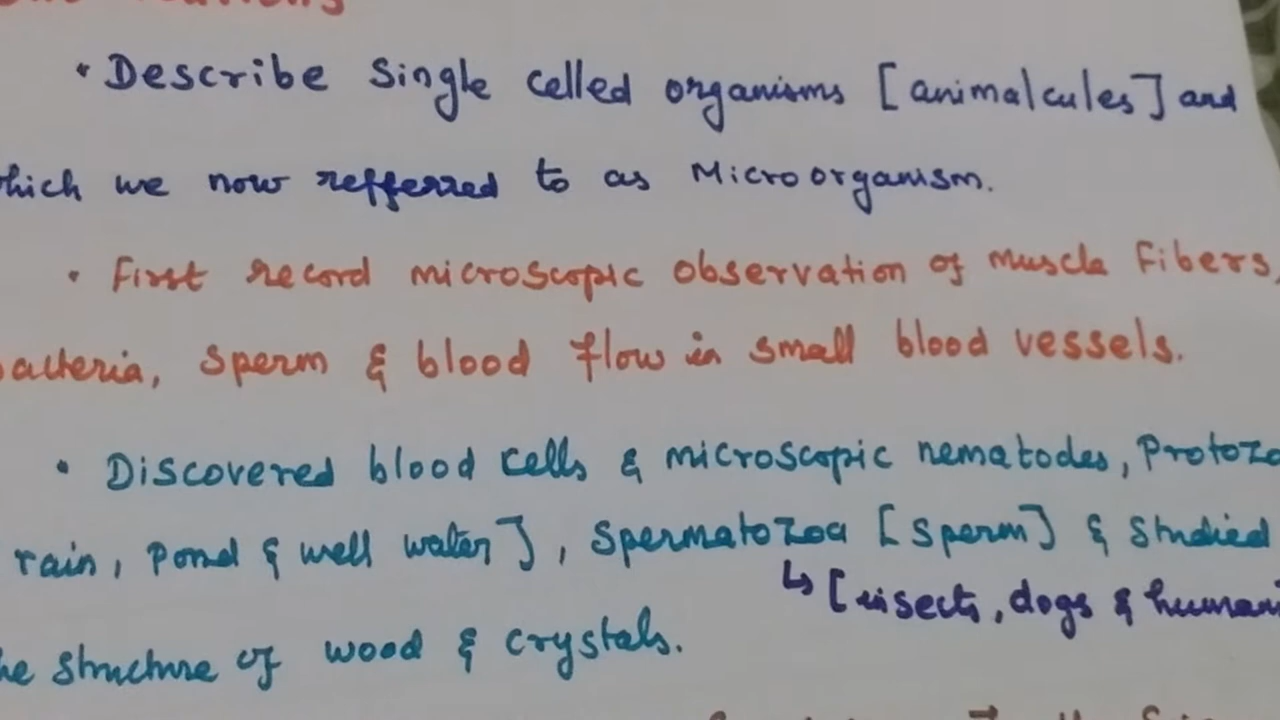 • Describe Single celled organisms [animalcules] and
which we now refferred to as Microorganism.
• First record microscopic observation of muscle fibers,
bacteria, sperm & blood flow in small blood vessels.
• Discovered blood cells & microscopic nematodes, Protozo
rain, pond & well water], Spermatozoa [sperm] & Studied
↳ [insects, dogs & human
he structure of wood & crystals.